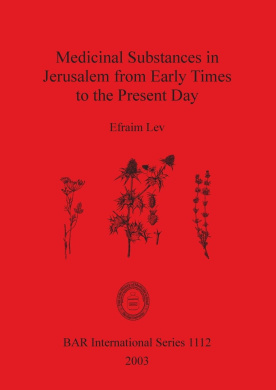 Medicinal Substances in
Jerusalem from Early Times
to the Present Day
Efraim Lev
BAR International Series 1112
2003